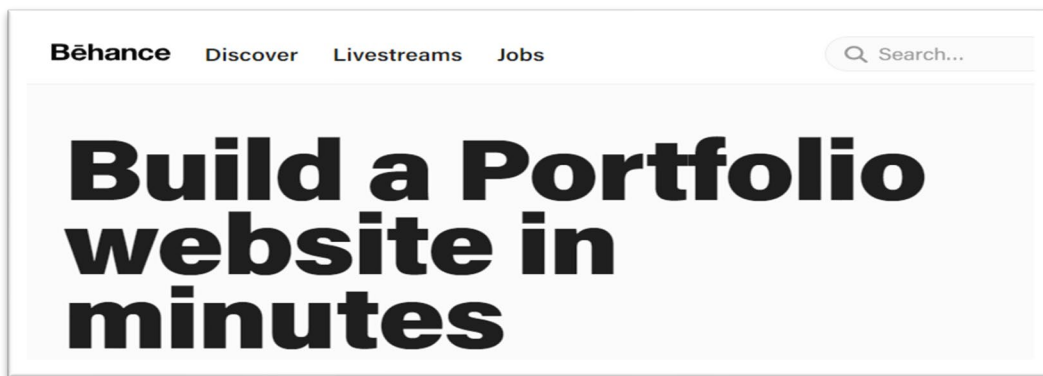 Bēhance Discover Livestreams Jobs Search...
Build a Portfolio
website in
minutes